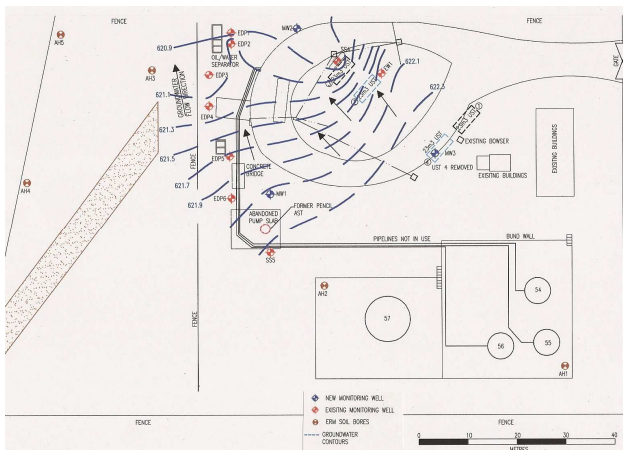 FENCE
FENCE
AH5
EDP1
EDP2
MW2
620.9
OIL/WATER
SEPARATOR
AH3
EDP3
EW1
622.1
622.3
GATE
GROUNDWATER
FLOW DIRECTION
EDP4
621.3
621.5
EDP5
EXISTING BOWSER
MW3
UST 4 REMOVED
EXISTING BUILDINGS
EXISTING BUILDINGS
CONCRETE
BRIDGE
AH4
621.7
621.9
FENCE
EDP6
MW1
ABANDONED
PUMP SLAB
FORMER PENCIL
AST
PIPELINES NOT IN USE
BUND WALL
SS5
AH2
54
57
56
55
FENCE
AH1
NEW MONITORING WELL
EXISITNG MONITORING WELL
ERM SOIL BORES
GROUNDWATER
CONTOURS
FENCE
FENCE
0 10 20 30 40
METRES